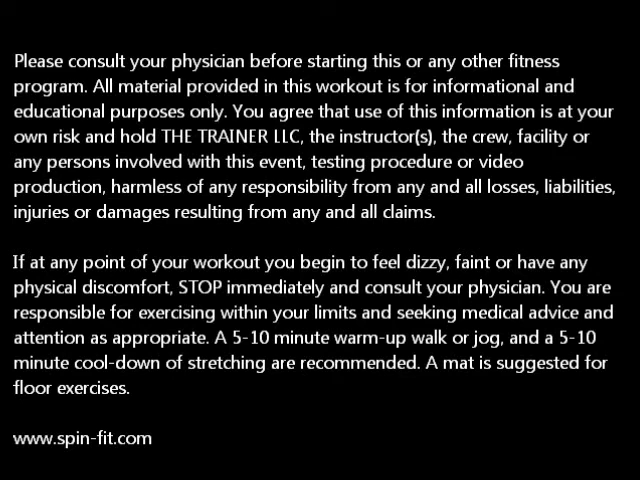 Please consult your physician before starting this or any other fitness
program. All material provided in this workout is for informational and
educational purposes only. You agree that use of this information is at your
own risk and hold THE TRAINER LLC, the instructor(s), the crew, facility or
any persons involved with this event, testing procedure or video
production, harmless of any responsibility from any and all losses, liabilities,
injuries or damages resulting from any and all claims.
If at any point of your workout you begin to feel dizzy, faint or have any
physical discomfort, STOP immediately and consult your physician. You are
responsible for exercising within your limits and seeking medical advice and
attention as appropriate. A 5-10 minute warm-up walk or jog, and a 5-10
minute cool-down of stretching are recommended. A mat is suggested for
floor exercises.
www.spin-fit.com